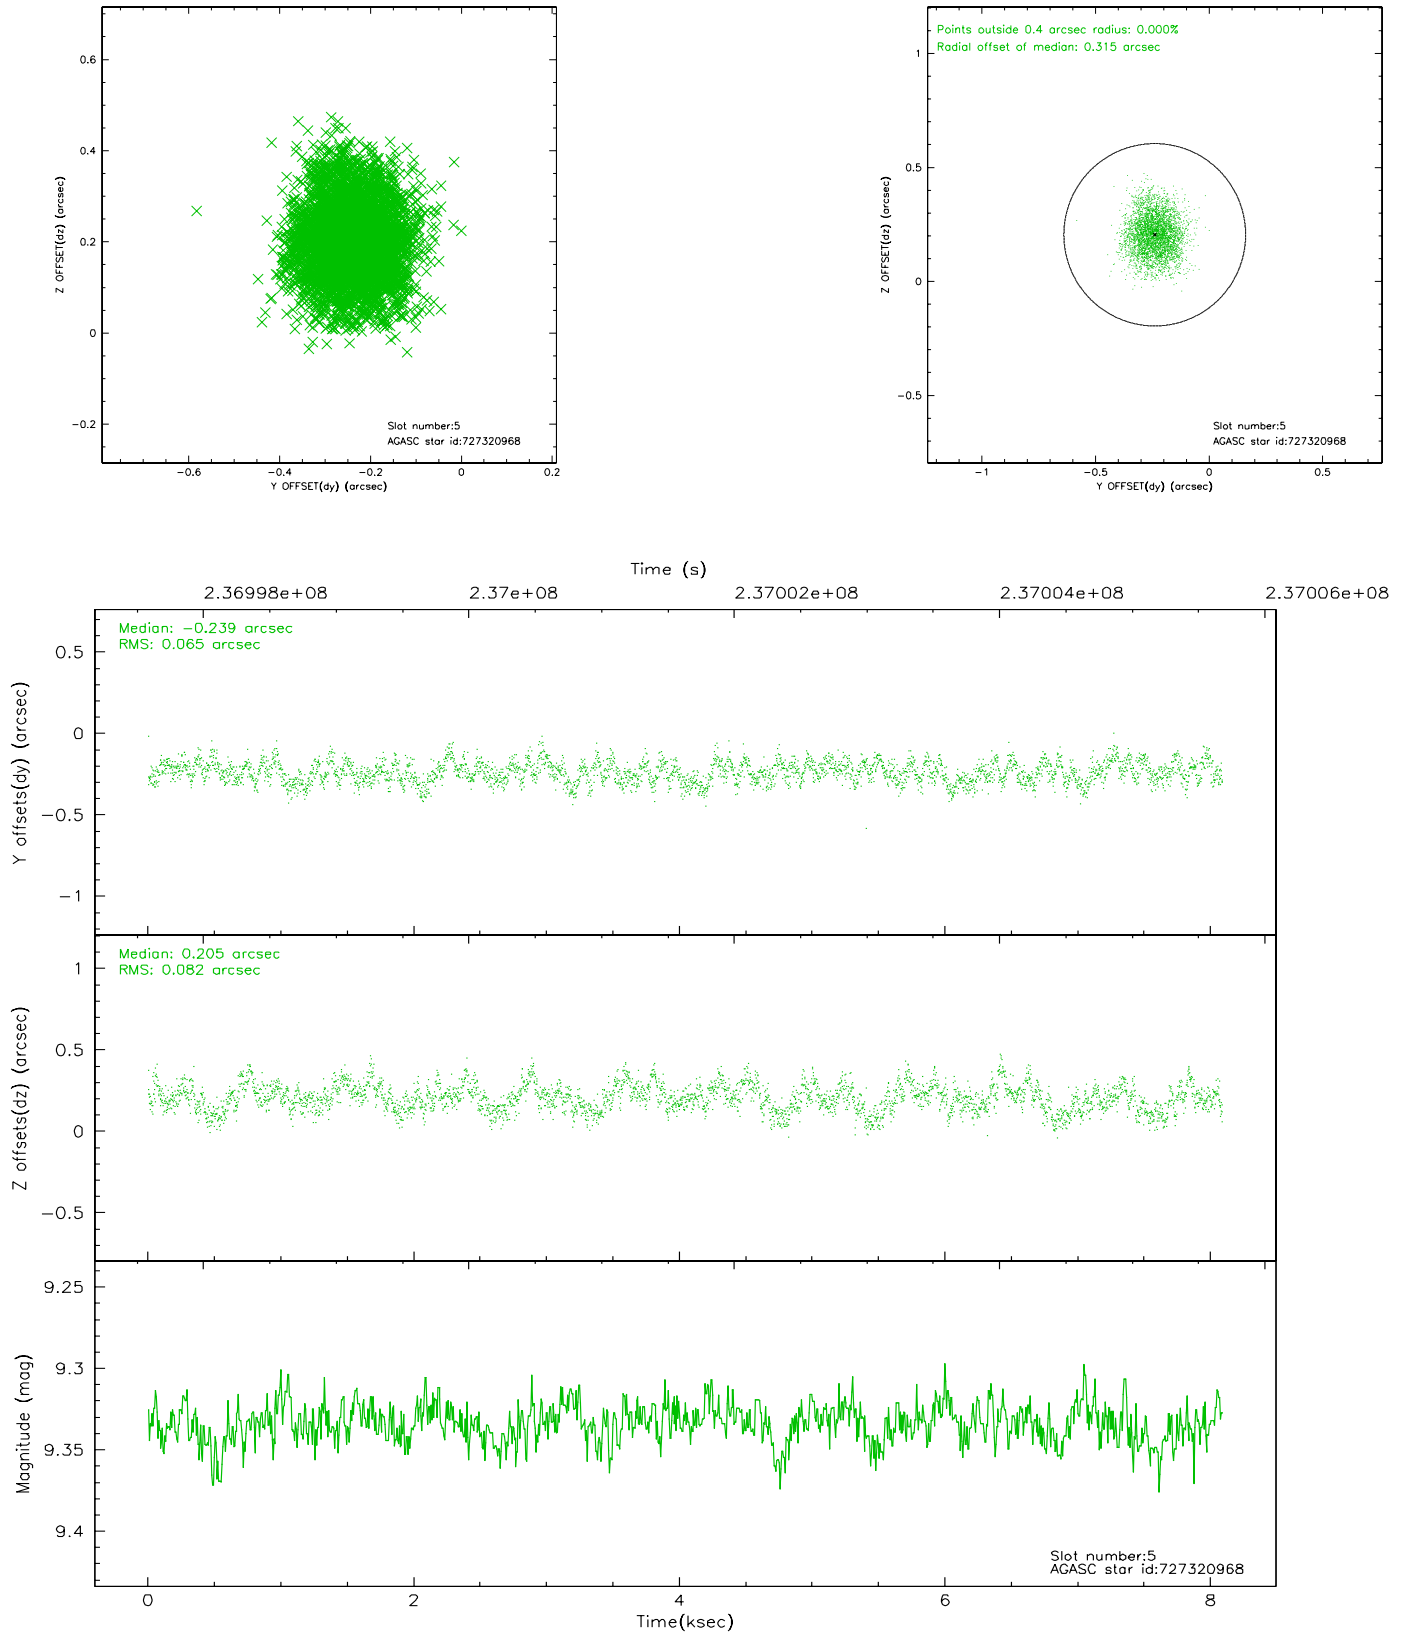 0.6
0.4
0.2
0
−0.2
Z OFFSET(dz) (arcsec)
Slot number:5
AGASC star id:727320968
−0.6 −0.4 −0.2 0 0.2
Y OFFSET(dy) (arcsec)
Points outside 0.4 arcsec radius: 0.000%
Radial offset of median: 0.315 arcsec
1
0.5
0
−0.5
Z OFFSET(dz) (arcsec)
Slot number:5
AGASC star id:727320968
−1 −0.5 0 0.5
Y OFFSET(dy) (arcsec)
Time (s)
2.36998e+08 2.37e+08 2.37002e+08 2.37004e+08 2.37006e+08
Median: −0.239 arcsec
RMS: 0.065 arcsec
0.5
0
−0.5
−1
Y offsets(dy) (arcsec)
Median: 0.205 arcsec
RMS: 0.082 arcsec
1
0.5
0
−0.5
Z offsets(dz) (arcsec)
9.25
9.3
9.35
9.4
Magnitude (mag)
Slot number:5
AGASC star id:727320968
0 2 4 6 8
Time(ksec)